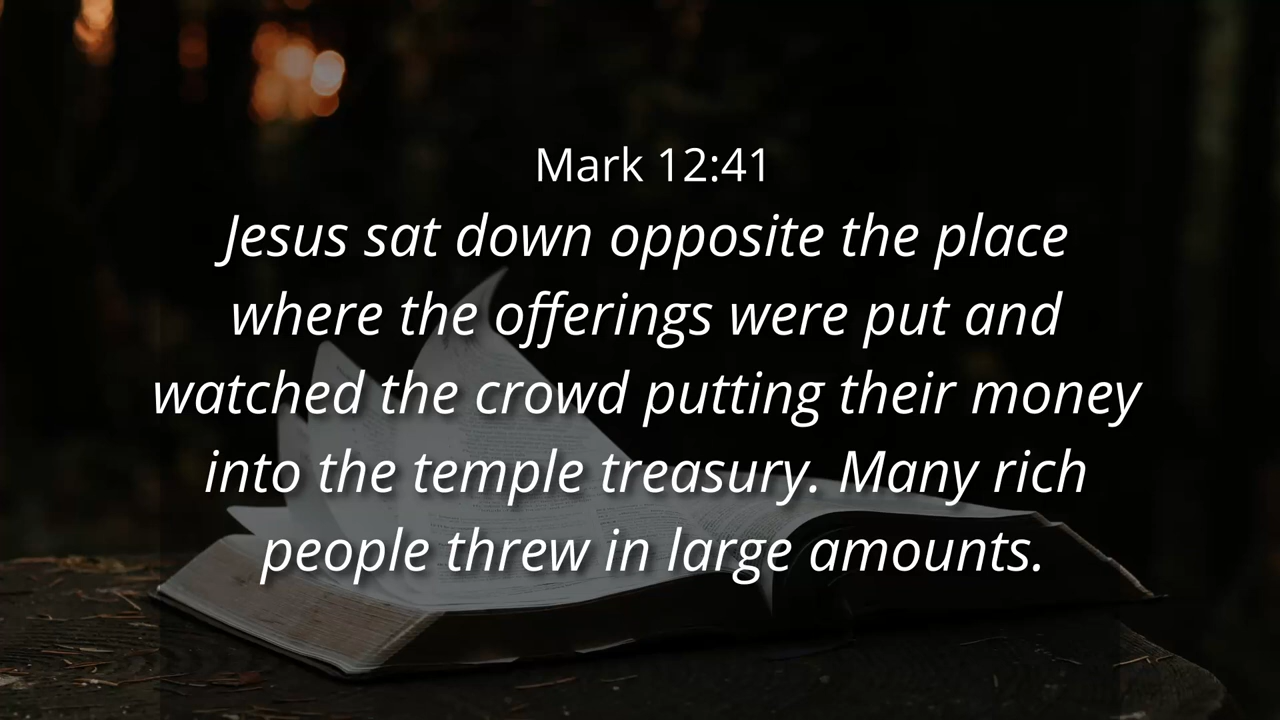 Mark 12:41
Jesus sat down opposite the place
where the offerings were put and
watched the crowd putting their money
into the temple treasury. Many rich
people threw in large amounts.